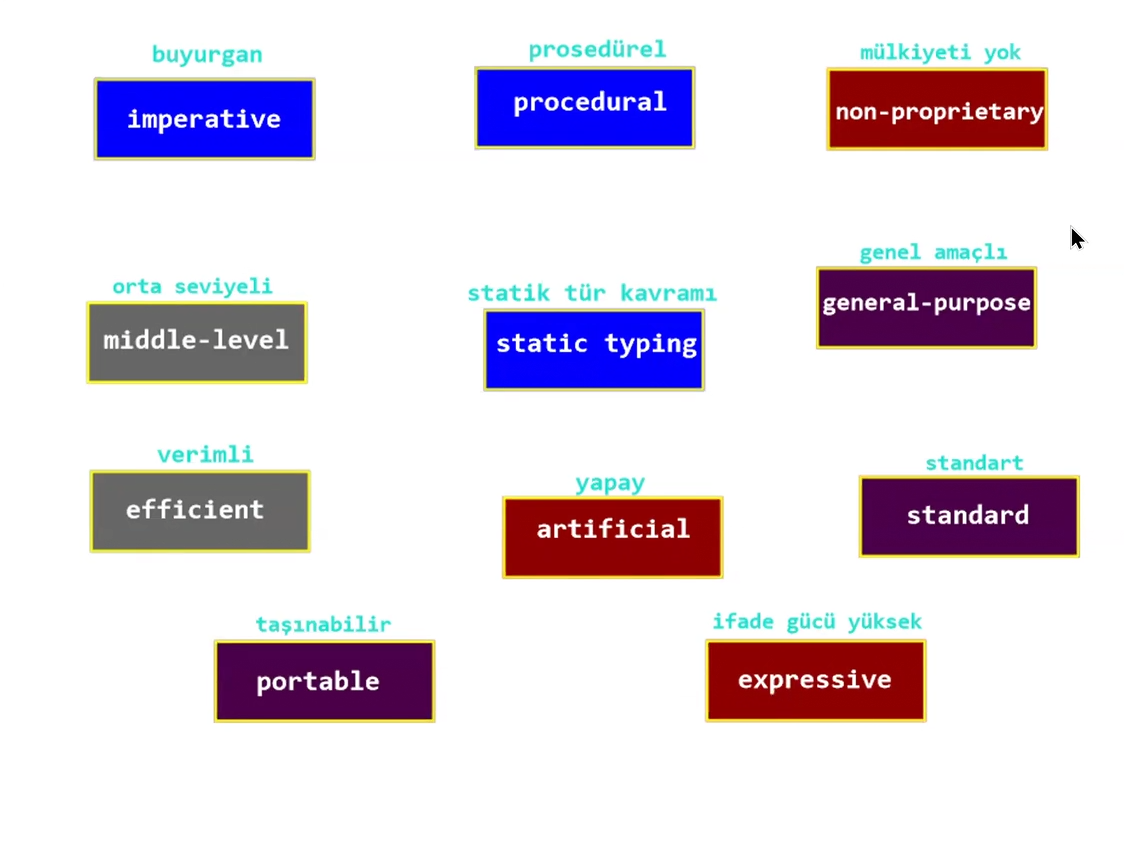 buyurgan
imperative
prosedürel
procedural
mülkiyeti yok
non-proprietary
orta seviyeli
middle-level
statik tür kavramı
static typing
genel amaçlı
general-purpose
verimli
efficient
yapay
artificial
standart
standard
taşınabilir
portable
ifade gücü yüksek
expressive